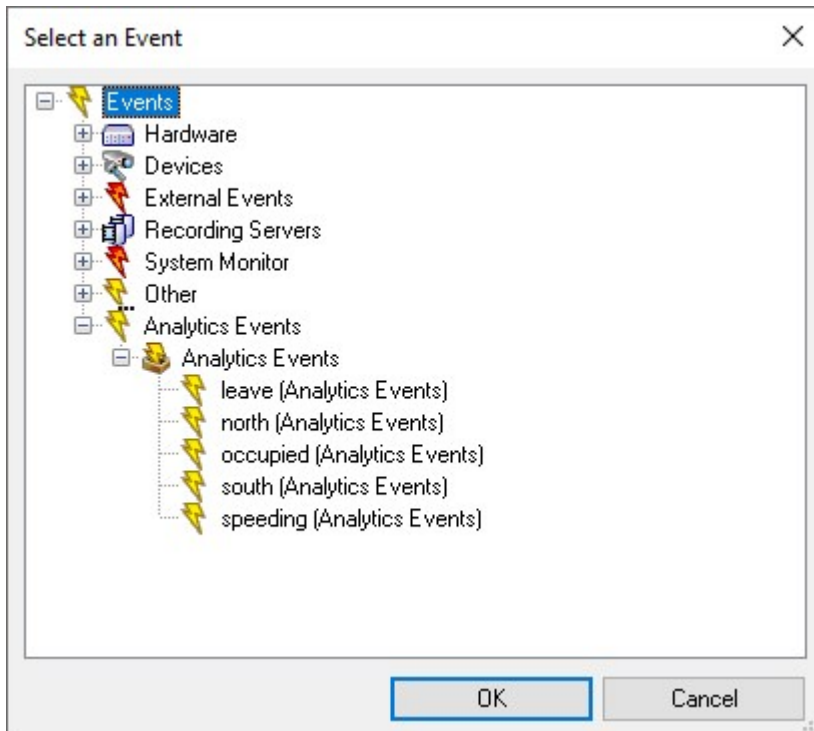 Select an Event
Events
Hardware
Devices
External Events
Recording Servers
System Monitor
Other
Analytics Events
Analytics Events
leave (Analytics Events)
north (Analytics Events)
occupied (Analytics Events)
south (Analytics Events)
speeding (Analytics Events)
OK Cancel